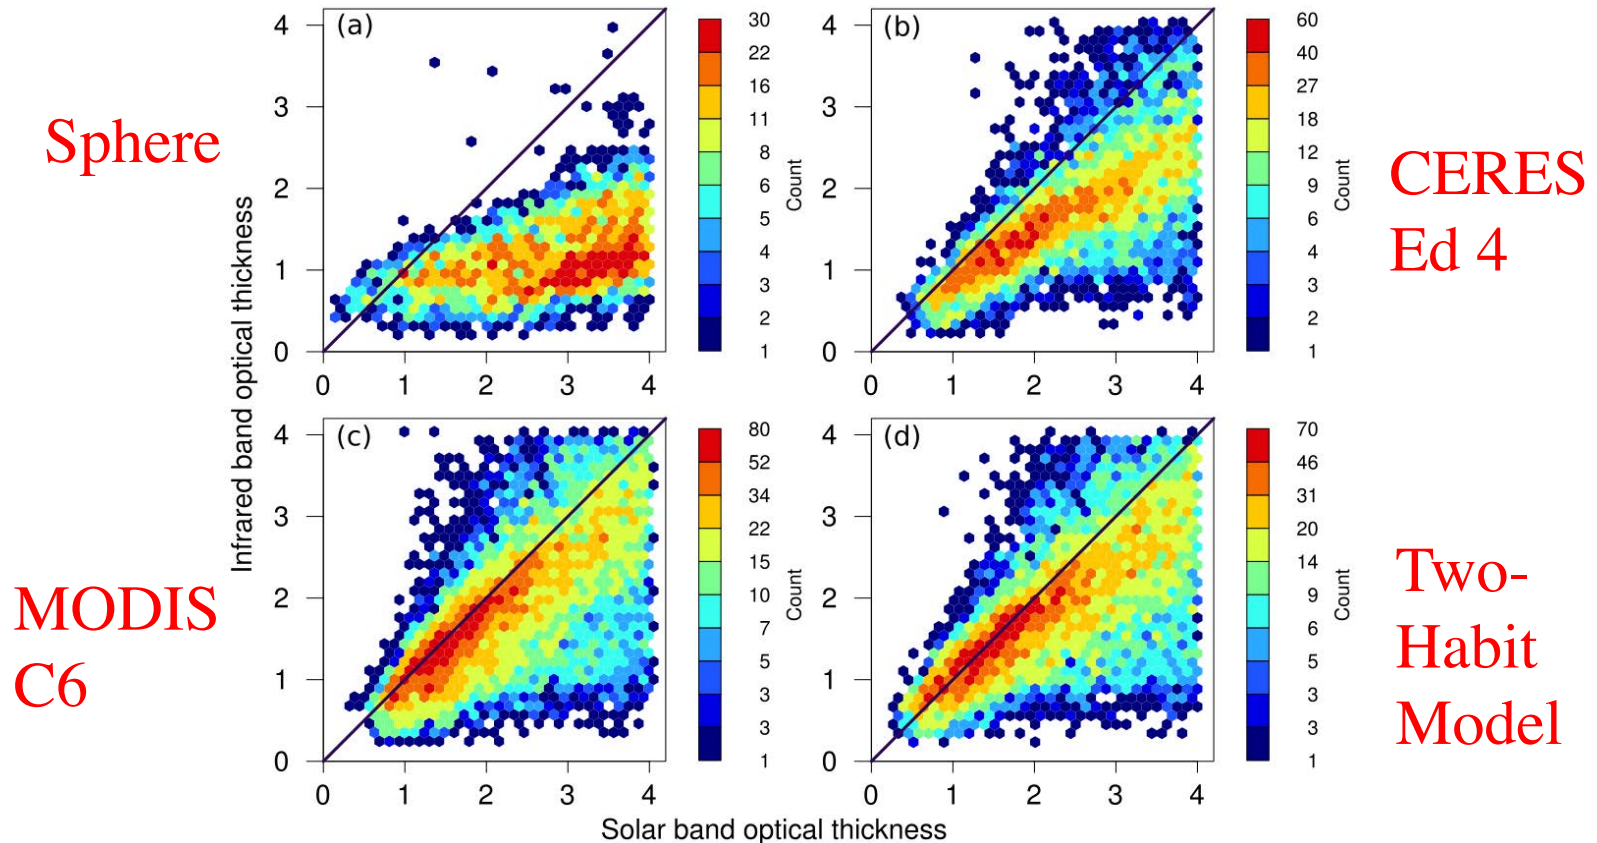 Sphere
CERES
Ed 4
MODIS
C6
Two-
Habit
Model
Infrared band optical thickness
Solar band optical thickness
(a)
4
3
2
1
0
0 1 2 3 4
30
22
16
11
8
6
5
4
3
2
1
Count
(b)
4
3
2
1
0
0 1 2 3 4
60
40
27
18
12
9
6
4
3
2
1
Count
(c)
4
3
2
1
0
0 1 2 3 4
80
52
34
22
15
10
7
5
3
3
1
Count
(d)
4
3
2
1
0
0 1 2 3 4
70
46
31
20
14
9
6
5
3
3
1
Count